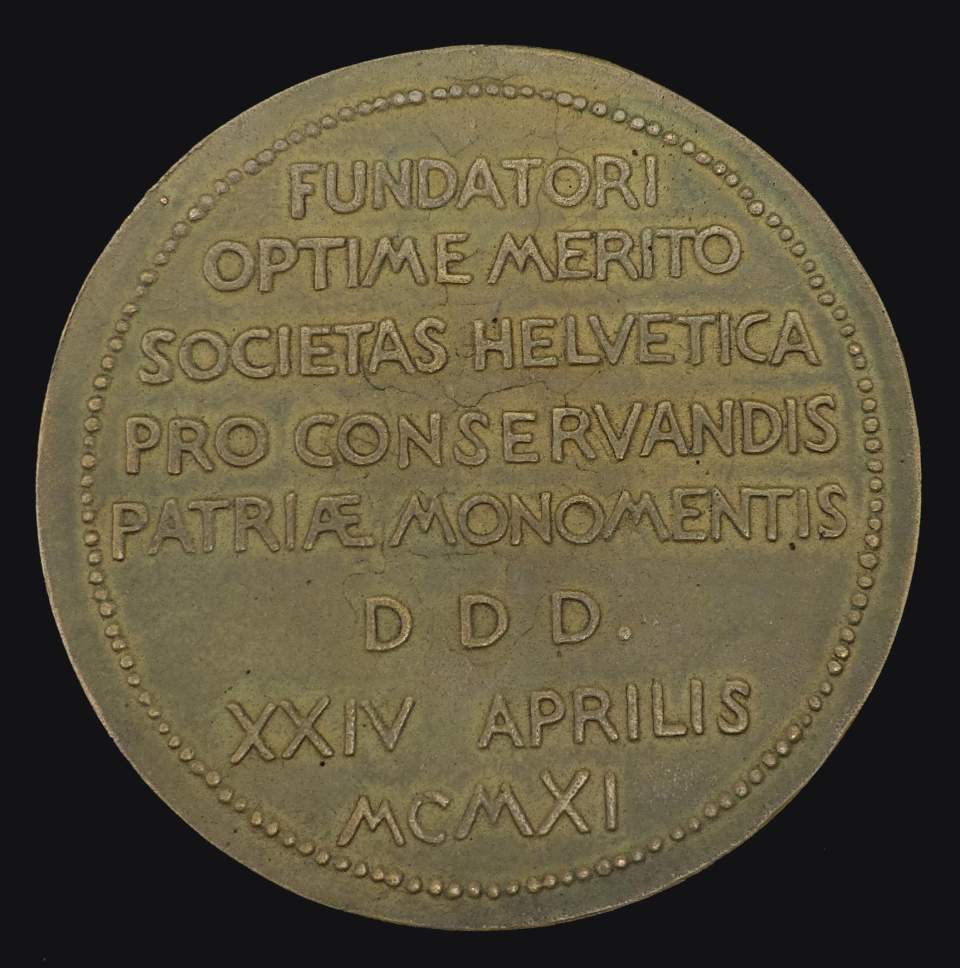 FUNDATORI
OPTIME MERITO
SOCIETAS HELVETICA
PRO CONSERVANDIS
PATRIÆ MONOMENTIS
D D D.
XXIV APRILIS
MCMXI